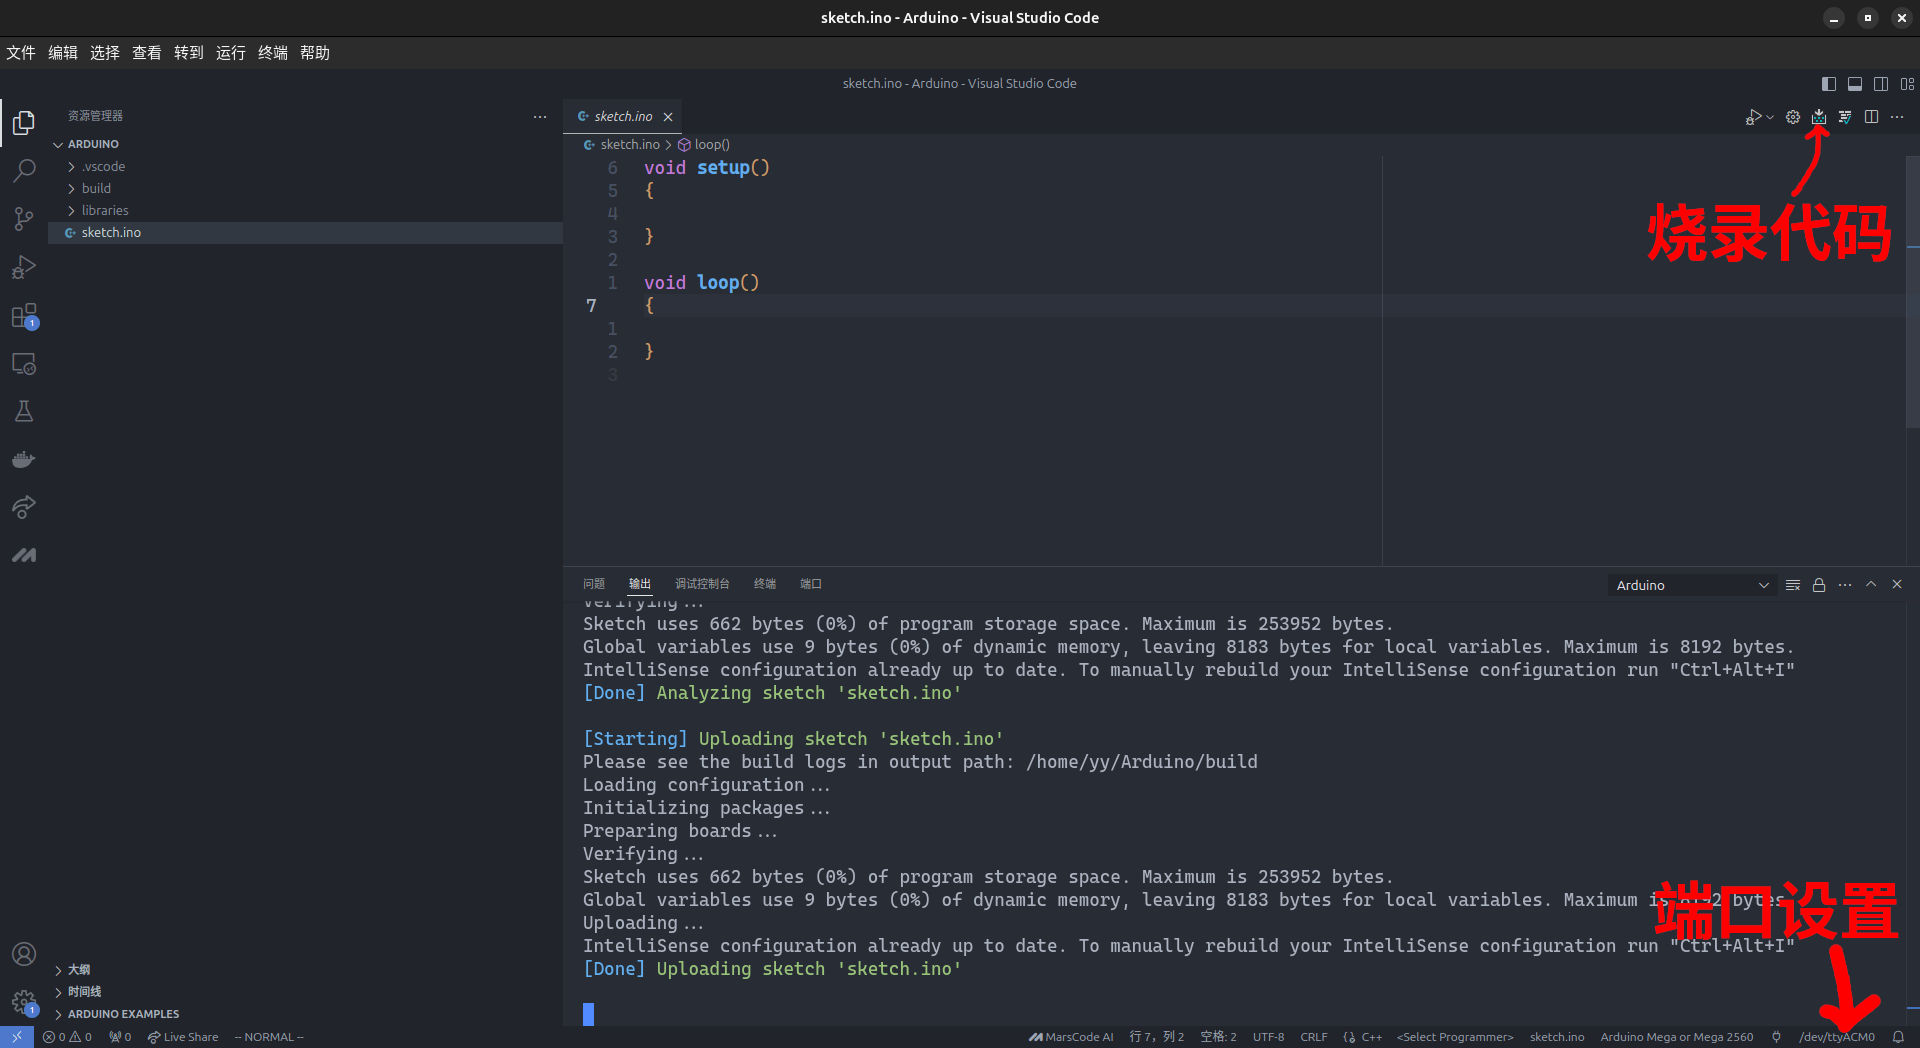 sketch.ino - Arduino - Visual Studio Code
文件 编辑 选择 查看 转到 运行 终端 帮助
sketch.ino - Arduino - Visual Studio Code
资源管理器
ARDUINO
.vscode
build
libraries
sketch.ino
大纲
时间线
ARDUINO EXAMPLES
sketch.ino
sketch.ino > loop()
6 void setup()
5 {
4
3 }
2
1 void loop()
7 {
1
2 }
3
烧录代码
问题 输出 调试控制台 终端 端口
Arduino
Verifying...
Sketch uses 662 bytes (0%) of program storage space. Maximum is 253952 bytes.
Global variables use 9 bytes (0%) of dynamic memory, leaving 8183 bytes for local variables. Maximum is 8192 bytes.
IntelliSense configuration already up to date. To manually rebuild your IntelliSense configuration run "Ctrl+Alt+I"
[Done] Analyzing sketch 'sketch.ino'
[Starting] Uploading sketch 'sketch.ino'
Please see the build logs in output path: /home/yy/Arduino/build
Loading configuration...
Initializing packages...
Preparing boards...
Verifying...
Sketch uses 662 bytes (0%) of program storage space. Maximum is 253952 bytes.
Global variables use 9 bytes (0%) of dynamic memory, leaving 8183 bytes for local variables. Maximum is 8192 bytes.
Uploading...
IntelliSense configuration already up to date. To manually rebuild your IntelliSense configuration run "Ctrl+Alt+I"
[Done] Uploading sketch 'sketch.ino'
端口设置
1
1
0 0 0 Live Share -- NORMAL -- MarsCode AI 行 7，列 2 空格: 2 UTF-8 CRLF {} C++ <Select Programmer> sketch.ino Arduino Mega or Mega 2560 /dev/ttyACM0